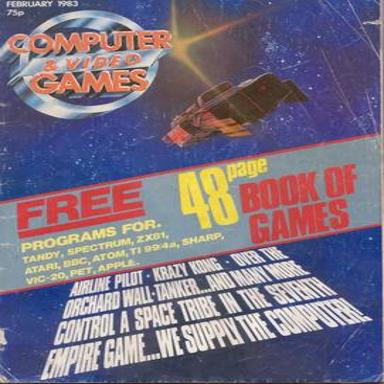 FEBRUARY 1983
75p
COMPUTER
& VIDEO
GAMES
FREE
48 page
BOOK OF
GAMES
PROGRAMS FOR.
TANDY, SPECTRUM, ZX81,
ATARI, BBC, ATOM, TI 99:4a, SHARP,
VIC-20, PET, APPLE.
AIRLINE PILOT · KRAZY KONG · OVER THE
ORCHARD WALL·TANKER...AND MANY MORE
CONTROL A SPACE TRIBE IN THE SEVENTH
EMPIRE GAME...WE SUPPLY THE COMPUTER!